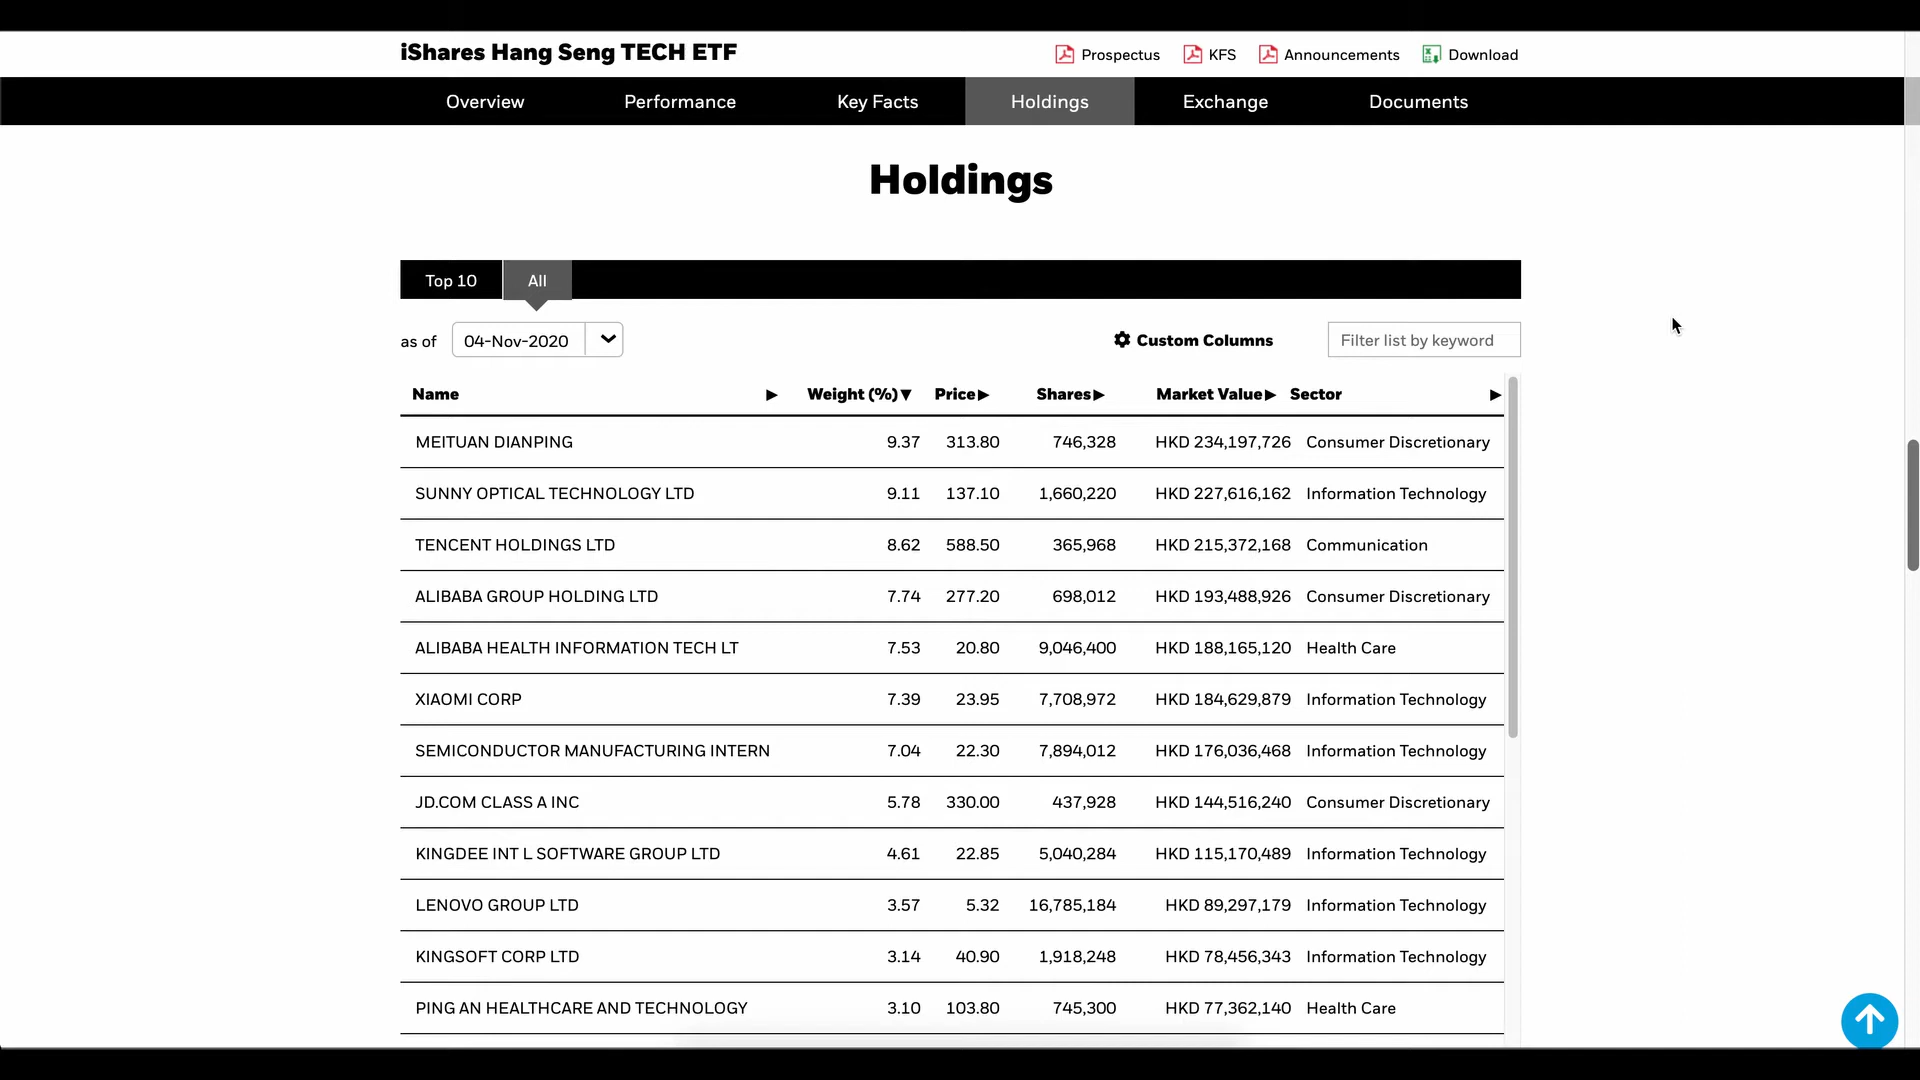 iShares Hang Seng TECH ETF
Prospectus KFS Announcements Download
Overview Performance Key Facts Holdings Exchange Documents
Holdings
Top 10 All
as of 04-Nov-2020 Custom Columns Filter list by keyword
Name Weight (%) Price Shares Market Value Sector
MEITUAN DIANPING 9.37 313.80 746,328 HKD 234,197,726 Consumer Discretionary
SUNNY OPTICAL TECHNOLOGY LTD 9.11 137.10 1,660,220 HKD 227,616,162 Information Technology
TENCENT HOLDINGS LTD 8.62 588.50 365,968 HKD 215,372,168 Communication
ALIBABA GROUP HOLDING LTD 7.74 277.20 698,012 HKD 193,488,926 Consumer Discretionary
ALIBABA HEALTH INFORMATION TECH LT 7.53 20.80 9,046,400 HKD 188,165,120 Health Care
XIAOMI CORP 7.39 23.95 7,708,972 HKD 184,629,879 Information Technology
SEMICONDUCTOR MANUFACTURING INTERN 7.04 22.30 7,894,012 HKD 176,036,468 Information Technology
JD.COM CLASS A INC 5.78 330.00 437,928 HKD 144,516,240 Consumer Discretionary
KINGDEE INT L SOFTWARE GROUP LTD 4.61 22.85 5,040,284 HKD 115,170,489 Information Technology
LENOVO GROUP LTD 3.57 5.32 16,785,184 HKD 89,297,179 Information Technology
KINGSOFT CORP LTD 3.14 40.90 1,918,248 HKD 78,456,343 Information Technology
PING AN HEALTHCARE AND TECHNOLOGY 3.10 103.80 745,300 HKD 77,362,140 Health Care